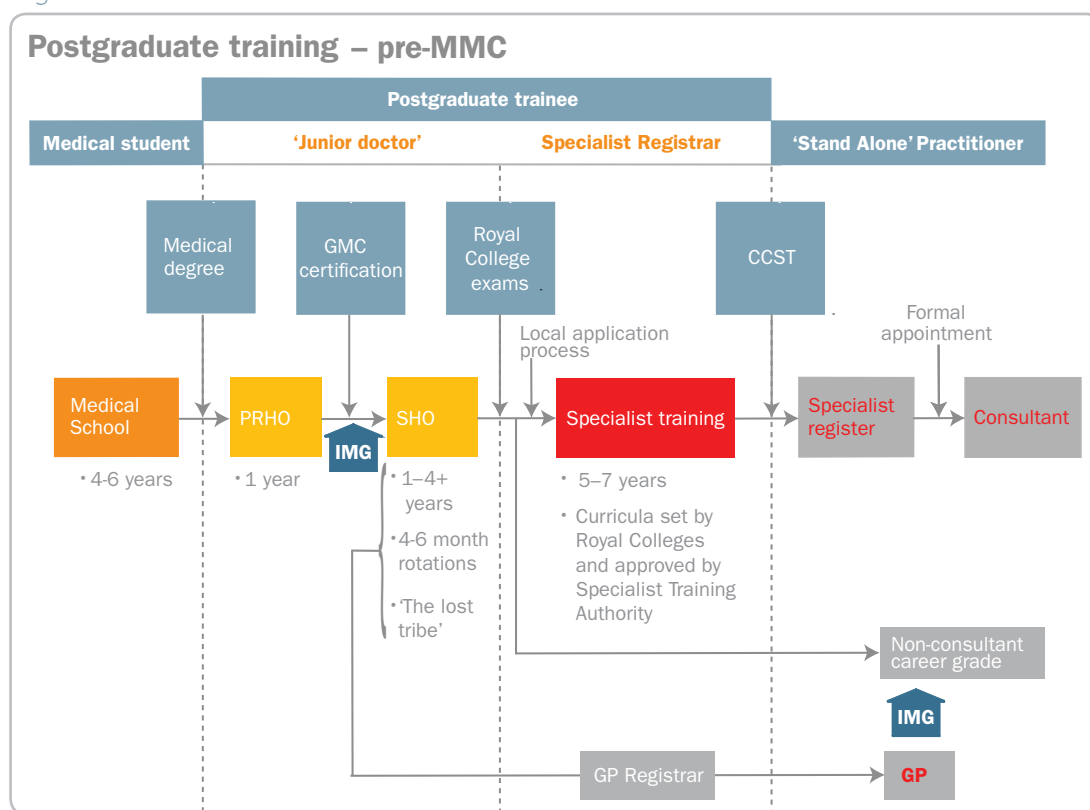 Postgraduate training – pre-MMC
Postgraduate trainee
Medical student
‘Junior doctor’
Specialist Registrar
‘Stand Alone’ Practitioner
Medical
degree
GMC
certification
Royal
College
exams
CCST
Local application
process
Formal
appointment
Medical
School
PRHO
IMG
SHO
Specialist training
Specialist
register
Consultant
• 4-6 years
• 1 year
• 1–4+
years
• 4-6 month
rotations
• ‘The lost
tribe’
• 5–7 years
• Curricula set by
Royal Colleges
and approved by
Specialist Training
Authority
Non-consultant
career grade
IMG
GP Registrar
GP